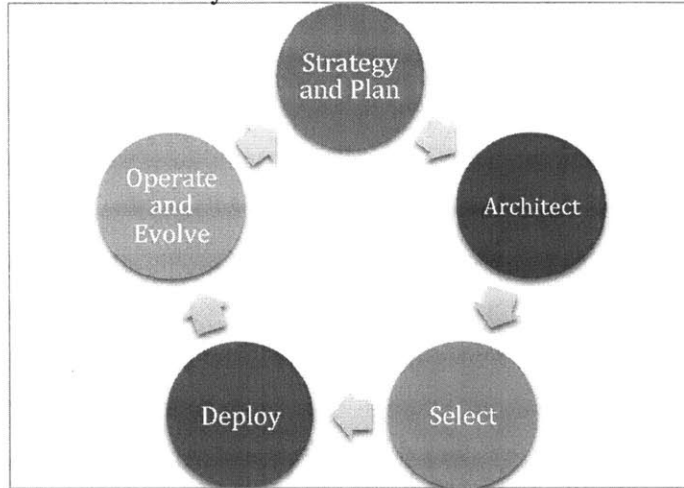 Strategy
and Plan
Architect
Select
Deploy
Operate
and
Evolve